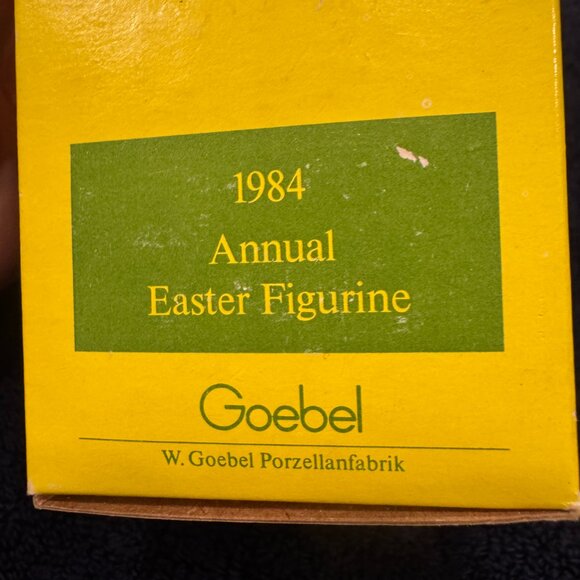 1984
Annual
Easter Figurine
Goebel
W. Goebel Porzellanfabrik